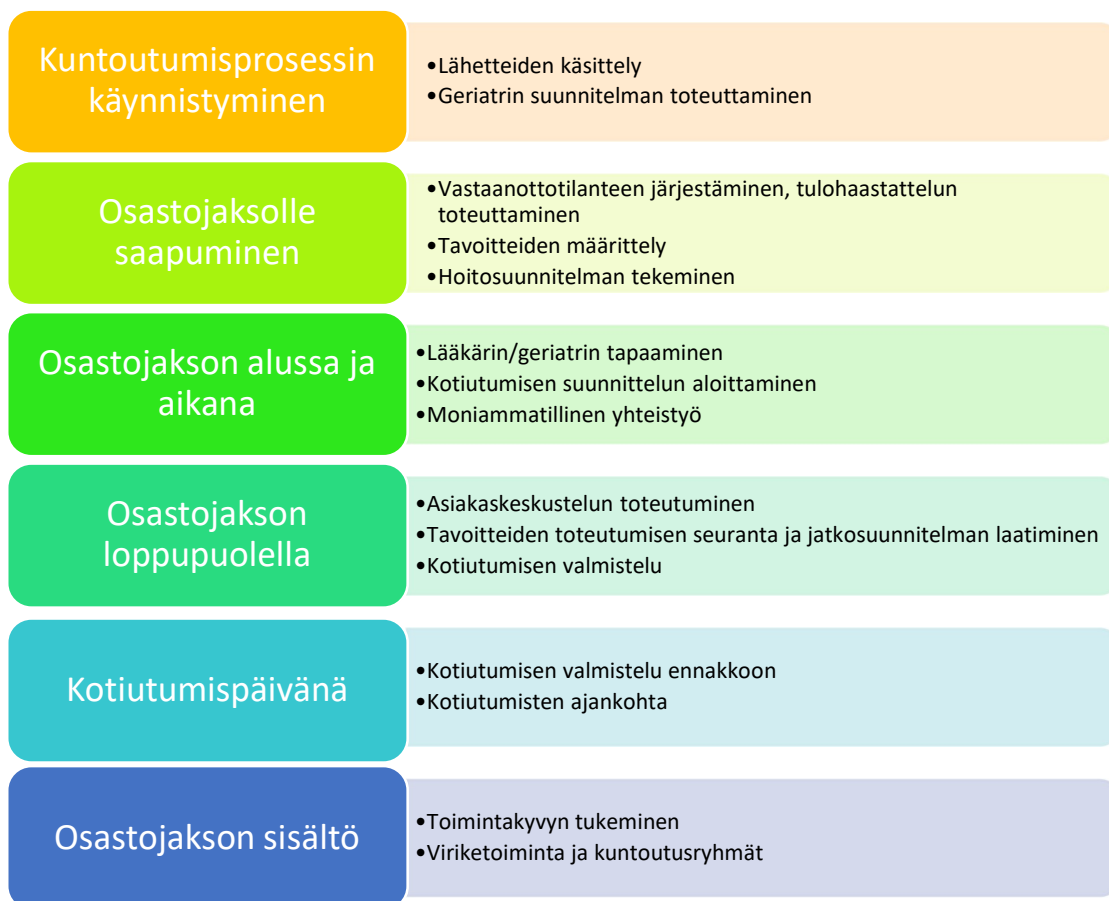 Kuntoutumisprosessin
käynnistyminen
•Lähetteiden käsittely
•Geriatrin suunnitelman toteuttaminen
Osastojaksolle
saapuminen
•Vastaanottotilanteen järjestäminen, tulohaastattelun
toteuttaminen
•Tavoitteiden määrittely
•Hoitosuunnitelman tekeminen
Osastojakson alussa ja
aikana
•Lääkärin/geriatrin tapaaminen
•Kotiutumisen suunnittelun aloittaminen
•Moniammatillinen yhteistyö
Osastojakson
loppupuolella
•Asiakaskeskustelun toteutuminen
•Tavoitteiden toteutumisen seuranta ja jatkosuunnitelman laatiminen
•Kotiutumisen valmistelu
Kotiutumispäivänä
•Kotiutumisen valmistelu ennakkoon
•Kotiutumisten ajankohta
Osastojakson sisältö
•Toimintakyvyn tukeminen
•Viriketoiminta ja kuntoutusryhmät